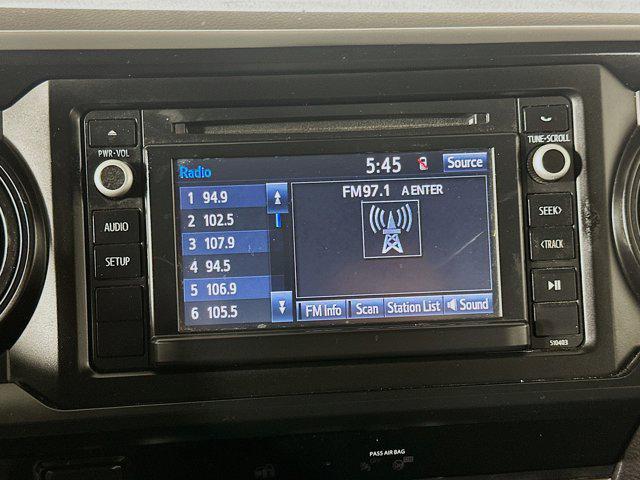 PWR•VOL
AUDIO
SETUP
Radio
5:45
Source
1 94.9
2 102.5
3 107.9
4 94.5
5 106.9
6 105.5
FM97.1 A ENTER
FM Info
Scan
Station List
Sound
TUNE•SCROLL
SEEK>
<TRACK
510403
PASS AIR BAG